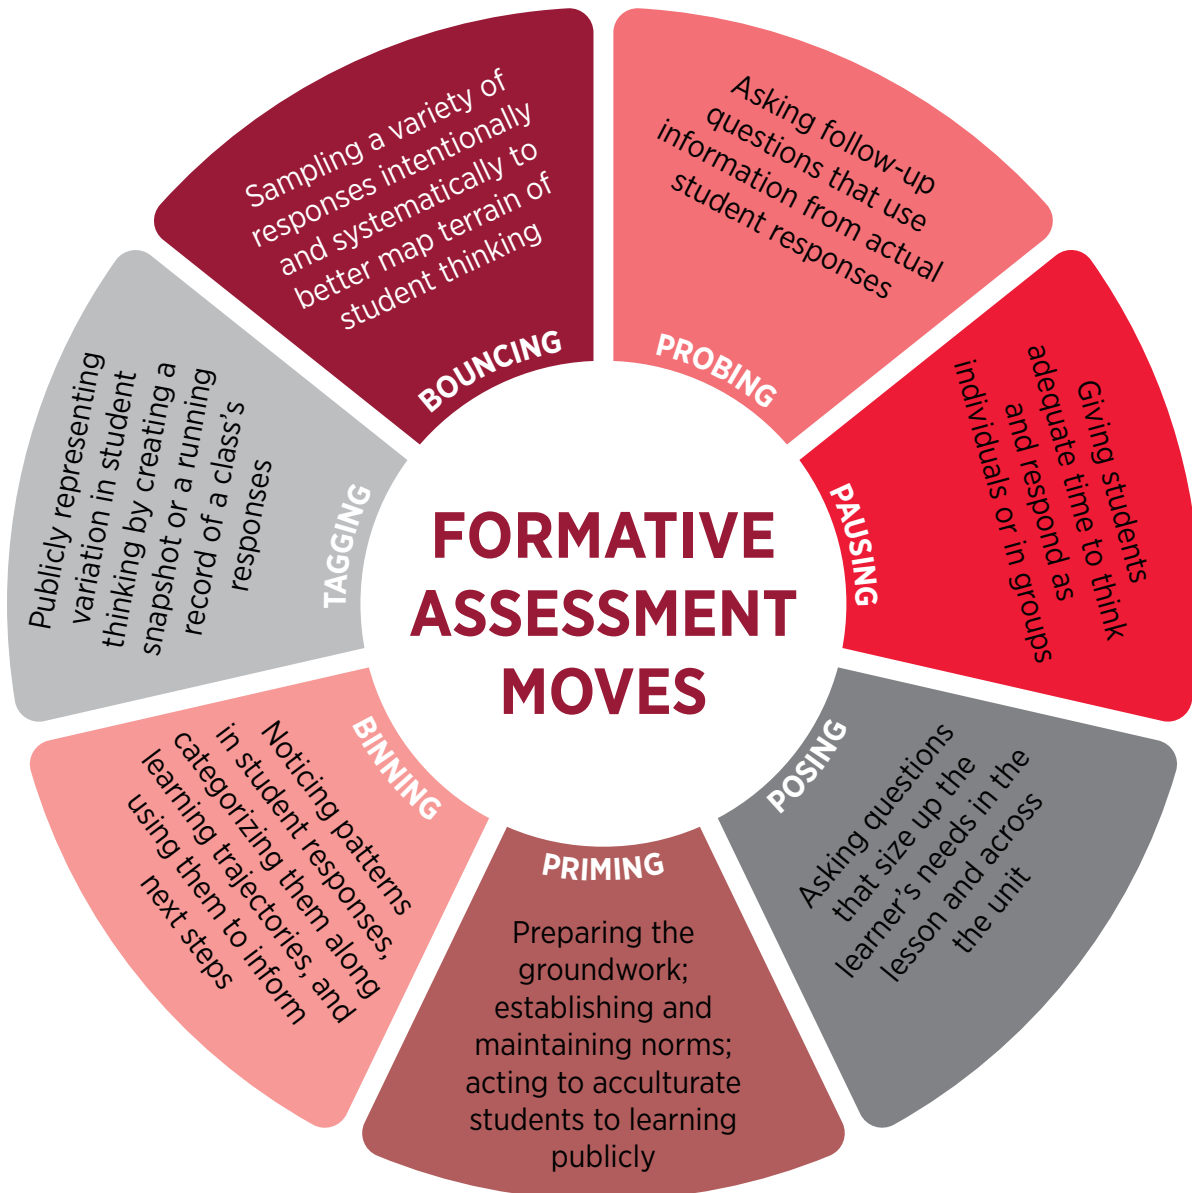 FORMATIVE
ASSESSMENT
MOVES
BOUNCING
Sampling a variety of
responses intentionally
and systematically to
better map terrain of
student thinking
PROBING
Asking follow-up
questions that use
information from actual
student responses
PAUSING
Giving students
adequate time to think
and respond as
individuals or in groups
POSING
Asking questions
that size up the
learner's needs in the
lesson and across
the unit
PRIMING
Preparing the
groundwork;
establishing and
maintaining norms;
acting to acculturate
students to learning
publicly
BINNING
Noticing patterns
in student responses,
categorizing them along
learning trajectories, and
using them to inform
next steps
TAGGING
Publicly representing
variation in student
thinking by creating a
snapshot or a running
record of a class's
responses